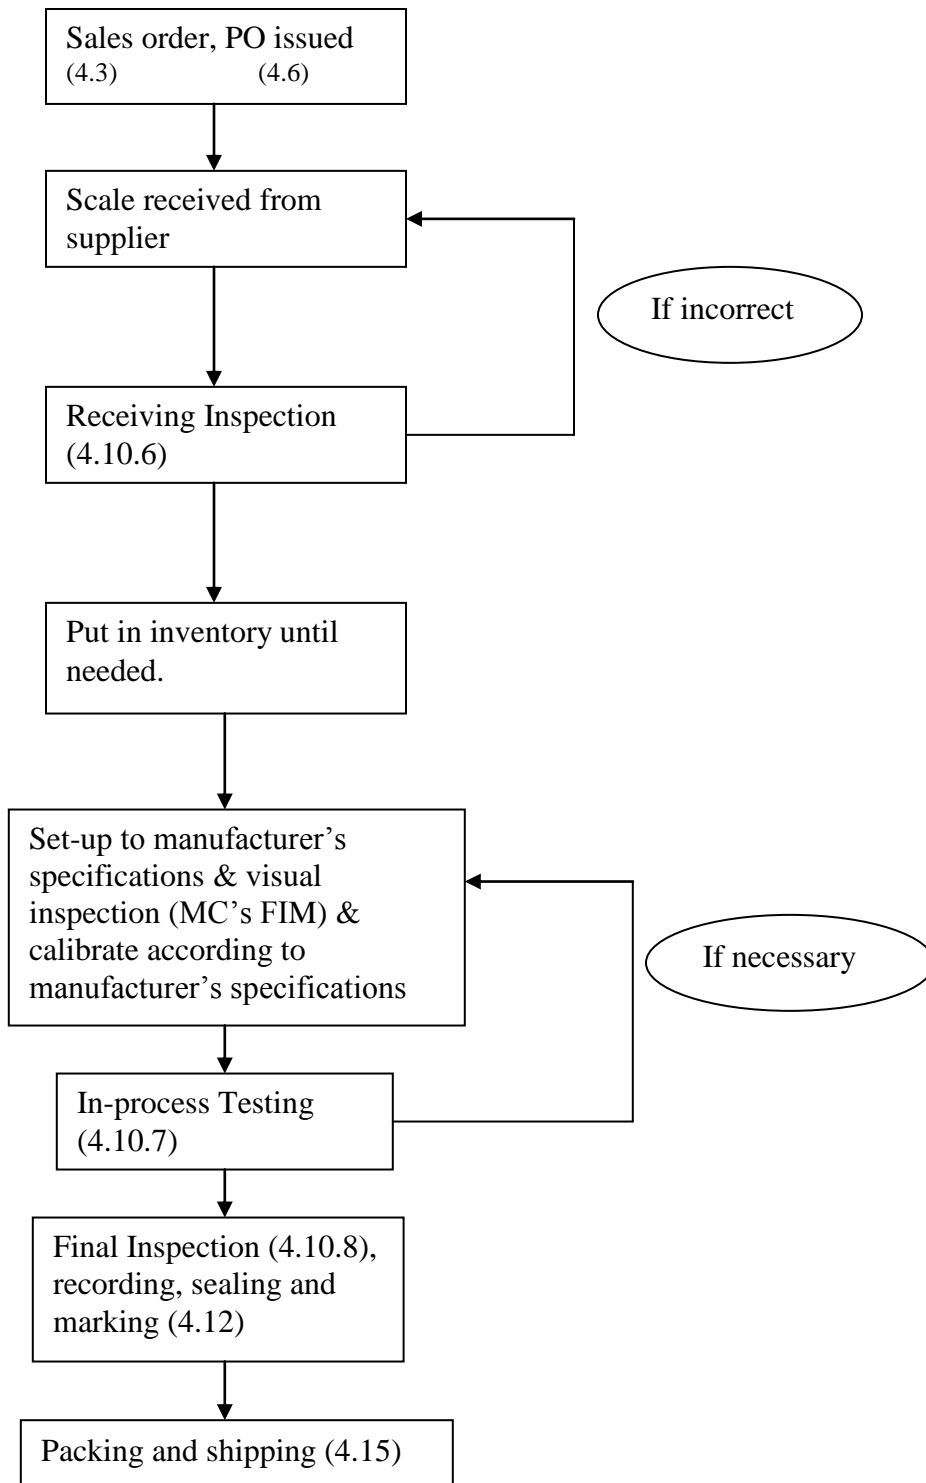 Sales order, PO issued
(4.3) (4.6)
Scale received from
supplier
If incorrect
Receiving Inspection
(4.10.6)
Put in inventory until
needed.
Set-up to manufacturer’s
specifications & visual
inspection (MC’s FIM) &
calibrate according to
manufacturer’s specifications
If necessary
In-process Testing
(4.10.7)
Final Inspection (4.10.8),
recording, sealing and
marking (4.12)
Packing and shipping (4.15)